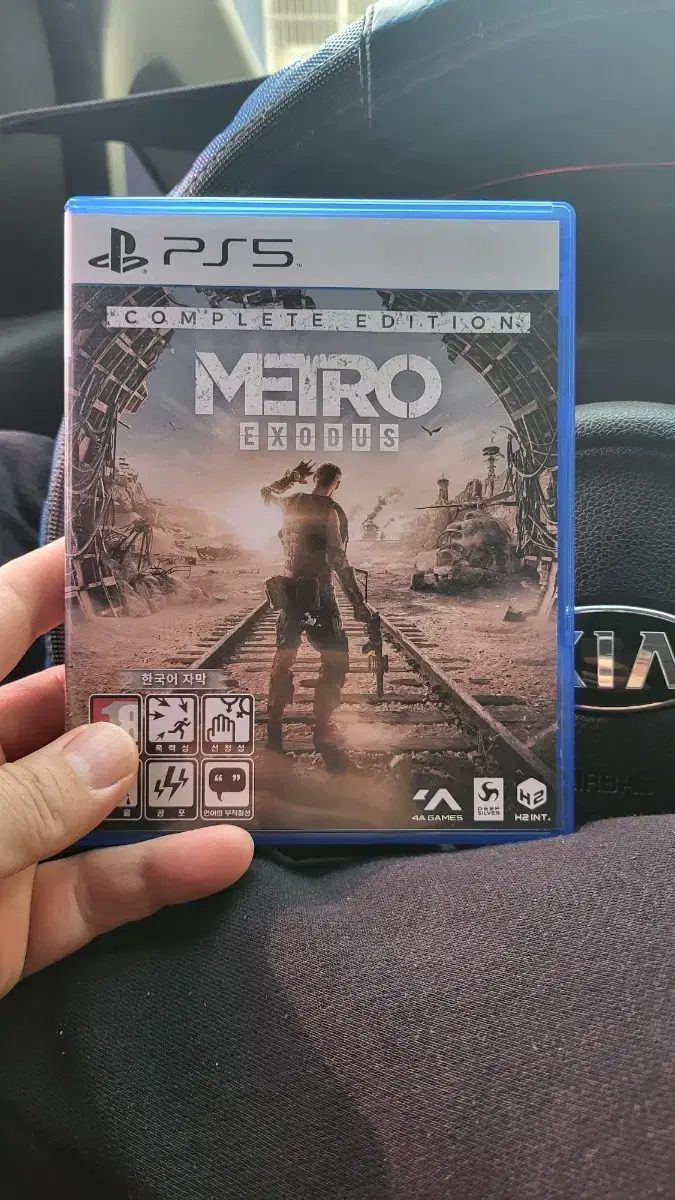 PS5
COMPLETE EDITION
METRO
EXODUS
한국어 자막
폭력성
선정성
공포
언어의 부적절성
4A GAMES
DEEP
SILVER
H2
H2 INT.
KIA